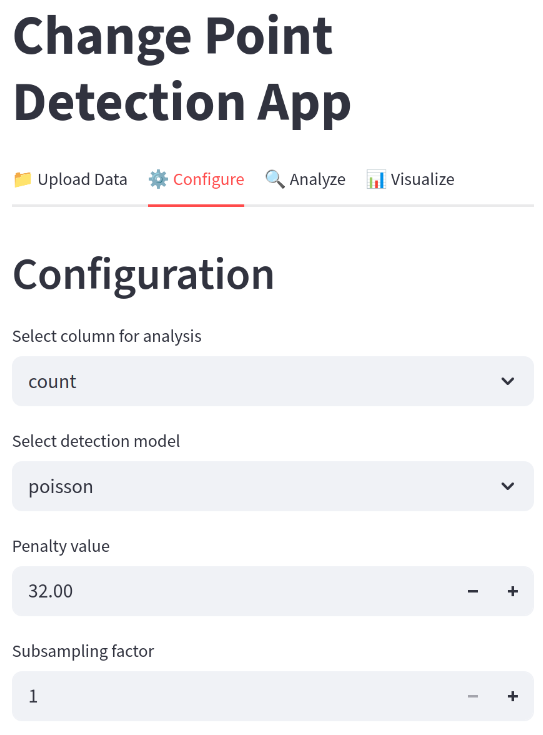 Change Point
Detection App
📁 Upload Data ⚙️ Configure 🔍 Analyze 📊 Visualize
Configuration
Select column for analysis
count
Select detection model
poisson
Penalty value
32.00 − +
Subsampling factor
1 − +